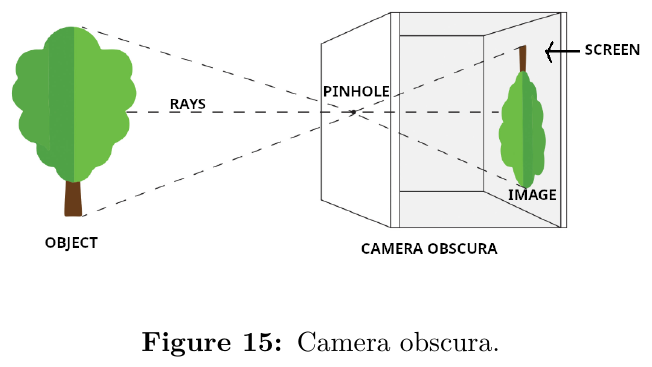 SCREEN
PINHOLE
RAYS
IMAGE
OBJECT
CAMERA OBSCURA
Figure 15: Camera obscura.